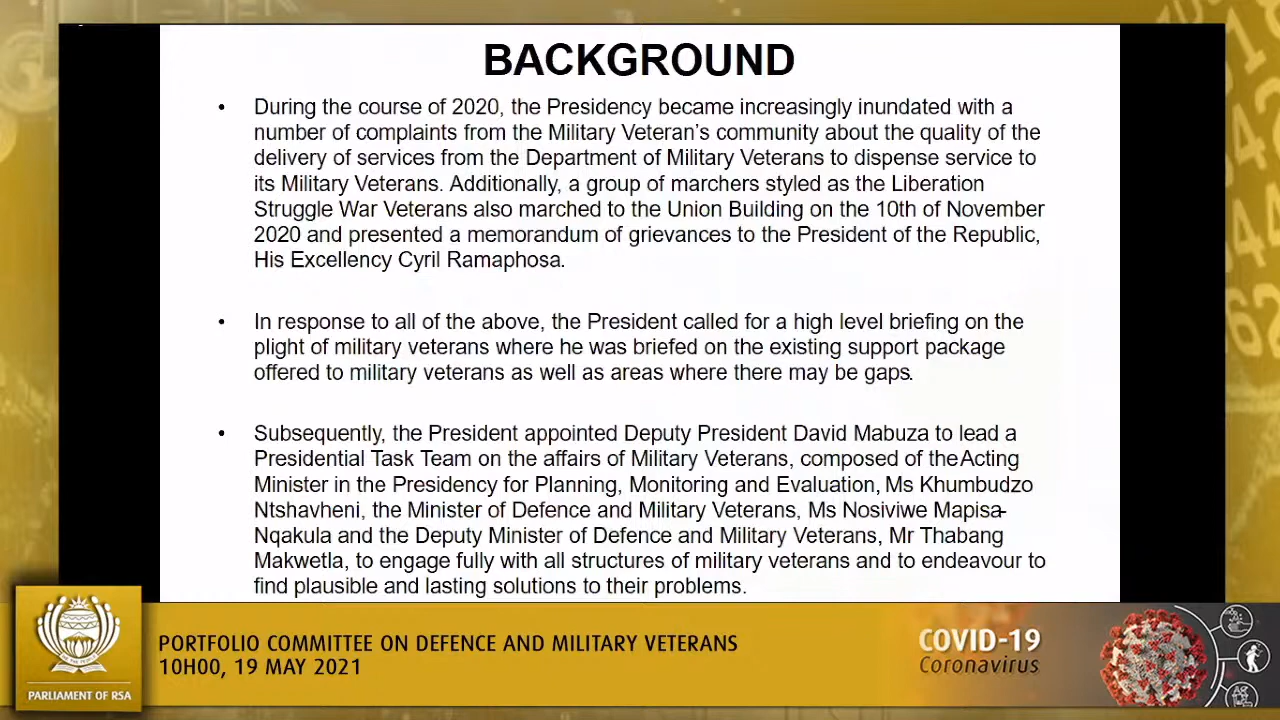 BACKGROUND
• During the course of 2020, the Presidency became increasingly inundated with a
number of complaints from the Military Veteran's community about the quality of the
delivery of services from the Department of Military Veterans to dispense service to
its Military Veterans. Additionally, a group of marchers styled as the Liberation
Struggle War Veterans also marched to the Union Building on the 10th of November
2020 and presented a memorandum of grievances to the President of the Republic,
His Excellency Cyril Ramaphosa.
• In response to all of the above, the President called for a high level briefing on the
plight of military veterans where he was briefed on the existing support package
offered to military veterans as well as areas where there may be gaps.
• Subsequently, the President appointed Deputy President David Mabuza to lead a
Presidential Task Team on the affairs of Military Veterans, composed of the Acting
Minister in the Presidency for Planning, Monitoring and Evaluation, Ms Khumbudzo
Ntshavheni, the Minister of Defence and Military Veterans, Ms Nosiviwe Mapisa-
Nqakula and the Deputy Minister of Defence and Military Veterans, Mr Thabang
Makwetla, to engage fully with all structures of military veterans and to endeavour to
find plausible and lasting solutions to their problems.
PORTFOLIO COMMITTEE ON DEFENCE AND MILITARY VETERANS
10H00, 19 MAY 2021
PARLIAMENT OF RSA
COVID-19
Coronavirus